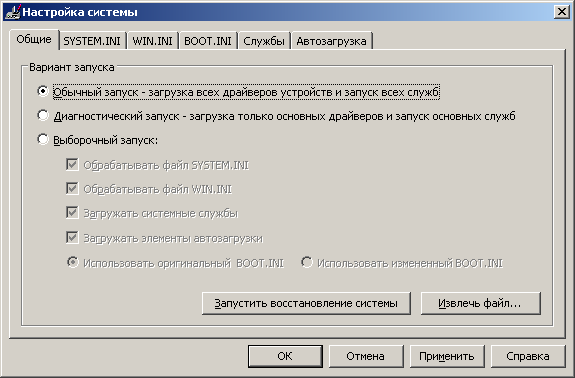 Настройка системы
Общие SYSTEM.INI WIN.INI BOOT.INI Службы Автозагрузка
Вариант запуска
Обычный запуск - загрузка всех драйверов устройств и запуск всех служб
Диагностический запуск - загрузка только основных драйверов и запуск основных служб
Выборочный запуск:
Обрабатывать файл SYSTEM.INI
Обрабатывать файл WIN.INI
Загружать системные службы
Загружать элементы автозагрузки
Использовать оригинальный BOOT.INI Использовать измененный BOOT.INI
Запустить восстановление системы Извлечь файл...
OK Отмена Применить Справка